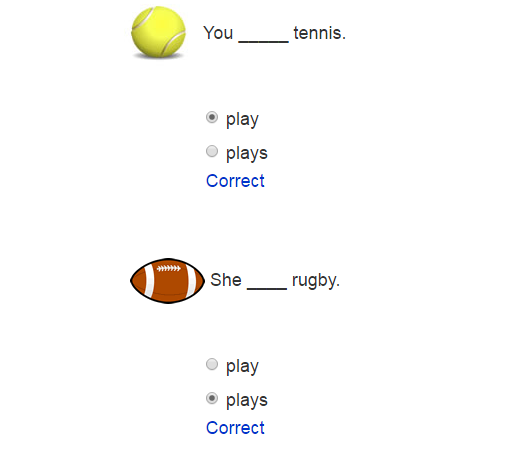 You _____ tennis.
play
plays
Correct
She ____ rugby.
play
plays
Correct